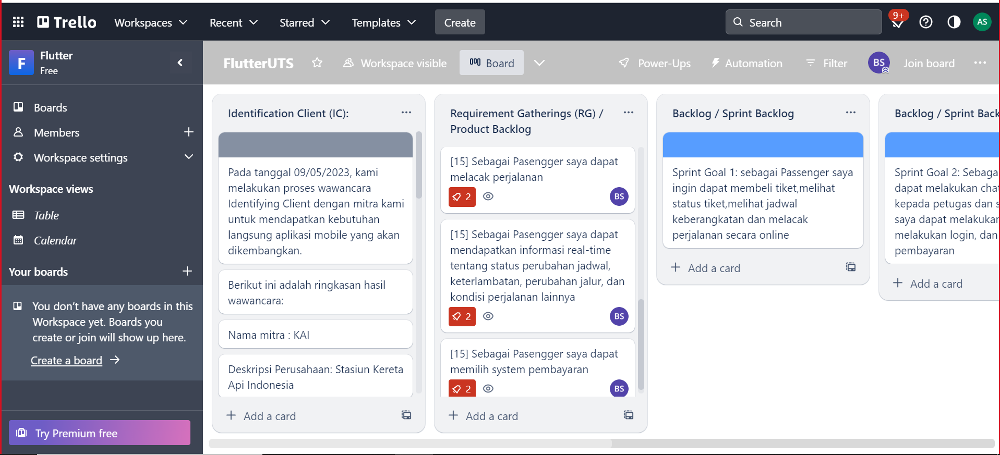 Trello
Workspaces
Recent
Starred
Templates
Create
Search
9+
AS
F
Flutter
Free
Boards
Members
Workspace settings
Workspace views
Table
Calendar
Your boards
You don’t have any boards in this
Workspace yet. Boards you
create or join will show up here.
Create a board
Try Premium free
FlutterUTS
Workspace visible
Board
Power-Ups
Automation
Filter
BS
Join board
Identification Client (IC):
Pada tanggal 09/05/2023, kami
melakukan proses wawancara
Identifying Client dengan mitra kami
untuk mendapatkan kebutuhan
langsung aplikasi mobile yang akan
dikembangkan.
Berikut ini adalah ringkasan hasil
wawancara:
Nama mitra : KAI
Deskripsi Perusahaan: Stasiun Kereta
Api Indonesia
Add a card
Requirement Gatherings (RG) /
Product Backlog
[15] Sebagai Pasengger saya dapat
melacak perjalanan
2
BS
[15] Sebagai Pasengger saya dapat
mendapatkan informasi real-time
tentang status perubahan jadwal,
keterlambatan, perubahan jalur, dan
kondisi perjalanan lainnya
2
BS
[15] Sebagai Pasengger saya dapat
memilih system pembayaran
2
BS
Add a card
Backlog / Sprint Backlog
Sprint Goal 1: sebagai Passenger saya
ingin dapat membeli tiket,melihat
status tiket,melihat jadwal
keberangkatan dan melacak
perjalanan secara online
Add a card
Backlog / Sprint Back
Sprint Goal 2: Sebaga
dapat melakukan cha
kepada petugas dan s
saya dapat melakukan
melakukan login, dan
pembayaran
Add a card